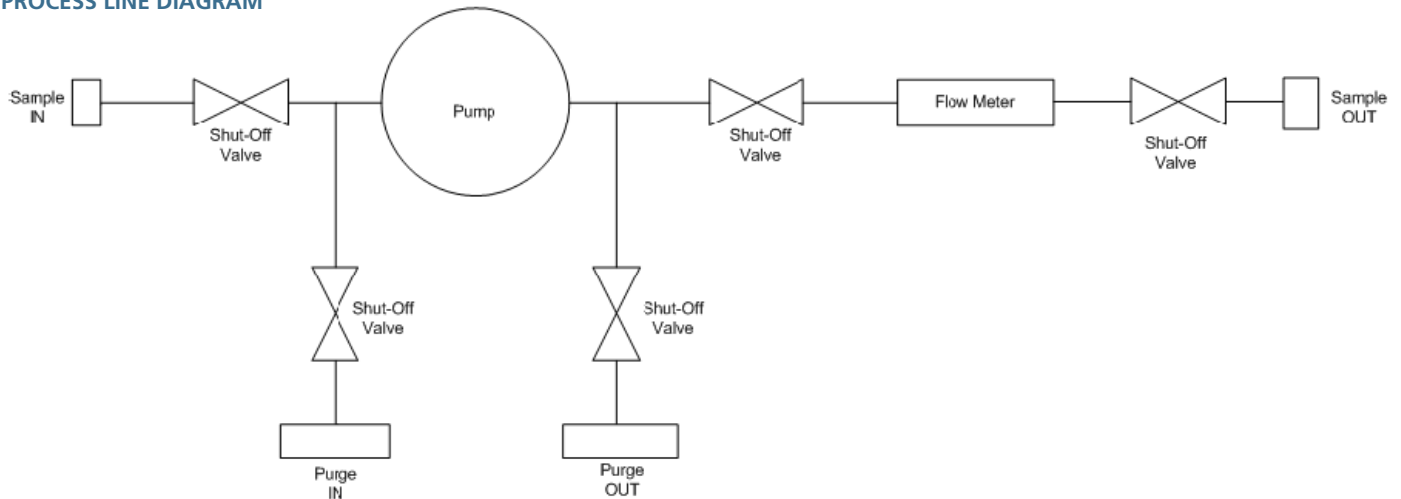 PROCESS LINE DIAGRAM
Sample
IN
Shut-Off
Valve
Pump
Shut-Off
Valve
Flow Meter
Shut-Off
Valve
Sample
OUT
Shut-Off
Valve
Shut-Off
Valve
Purge
IN
Purge
OUT